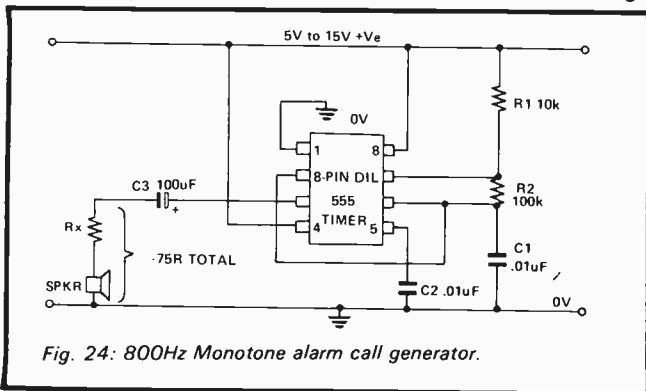 5V to 15V +Ve
0V
R1 10k
1
8
8-PIN DIL
C3 100uF
+
555
R2
100k
Rx
TIMER
4
5
75R TOTAL
C1
.01uF
SPKR
C2 .01uF
0V
Fig. 24: 800Hz Monotone alarm call generator.